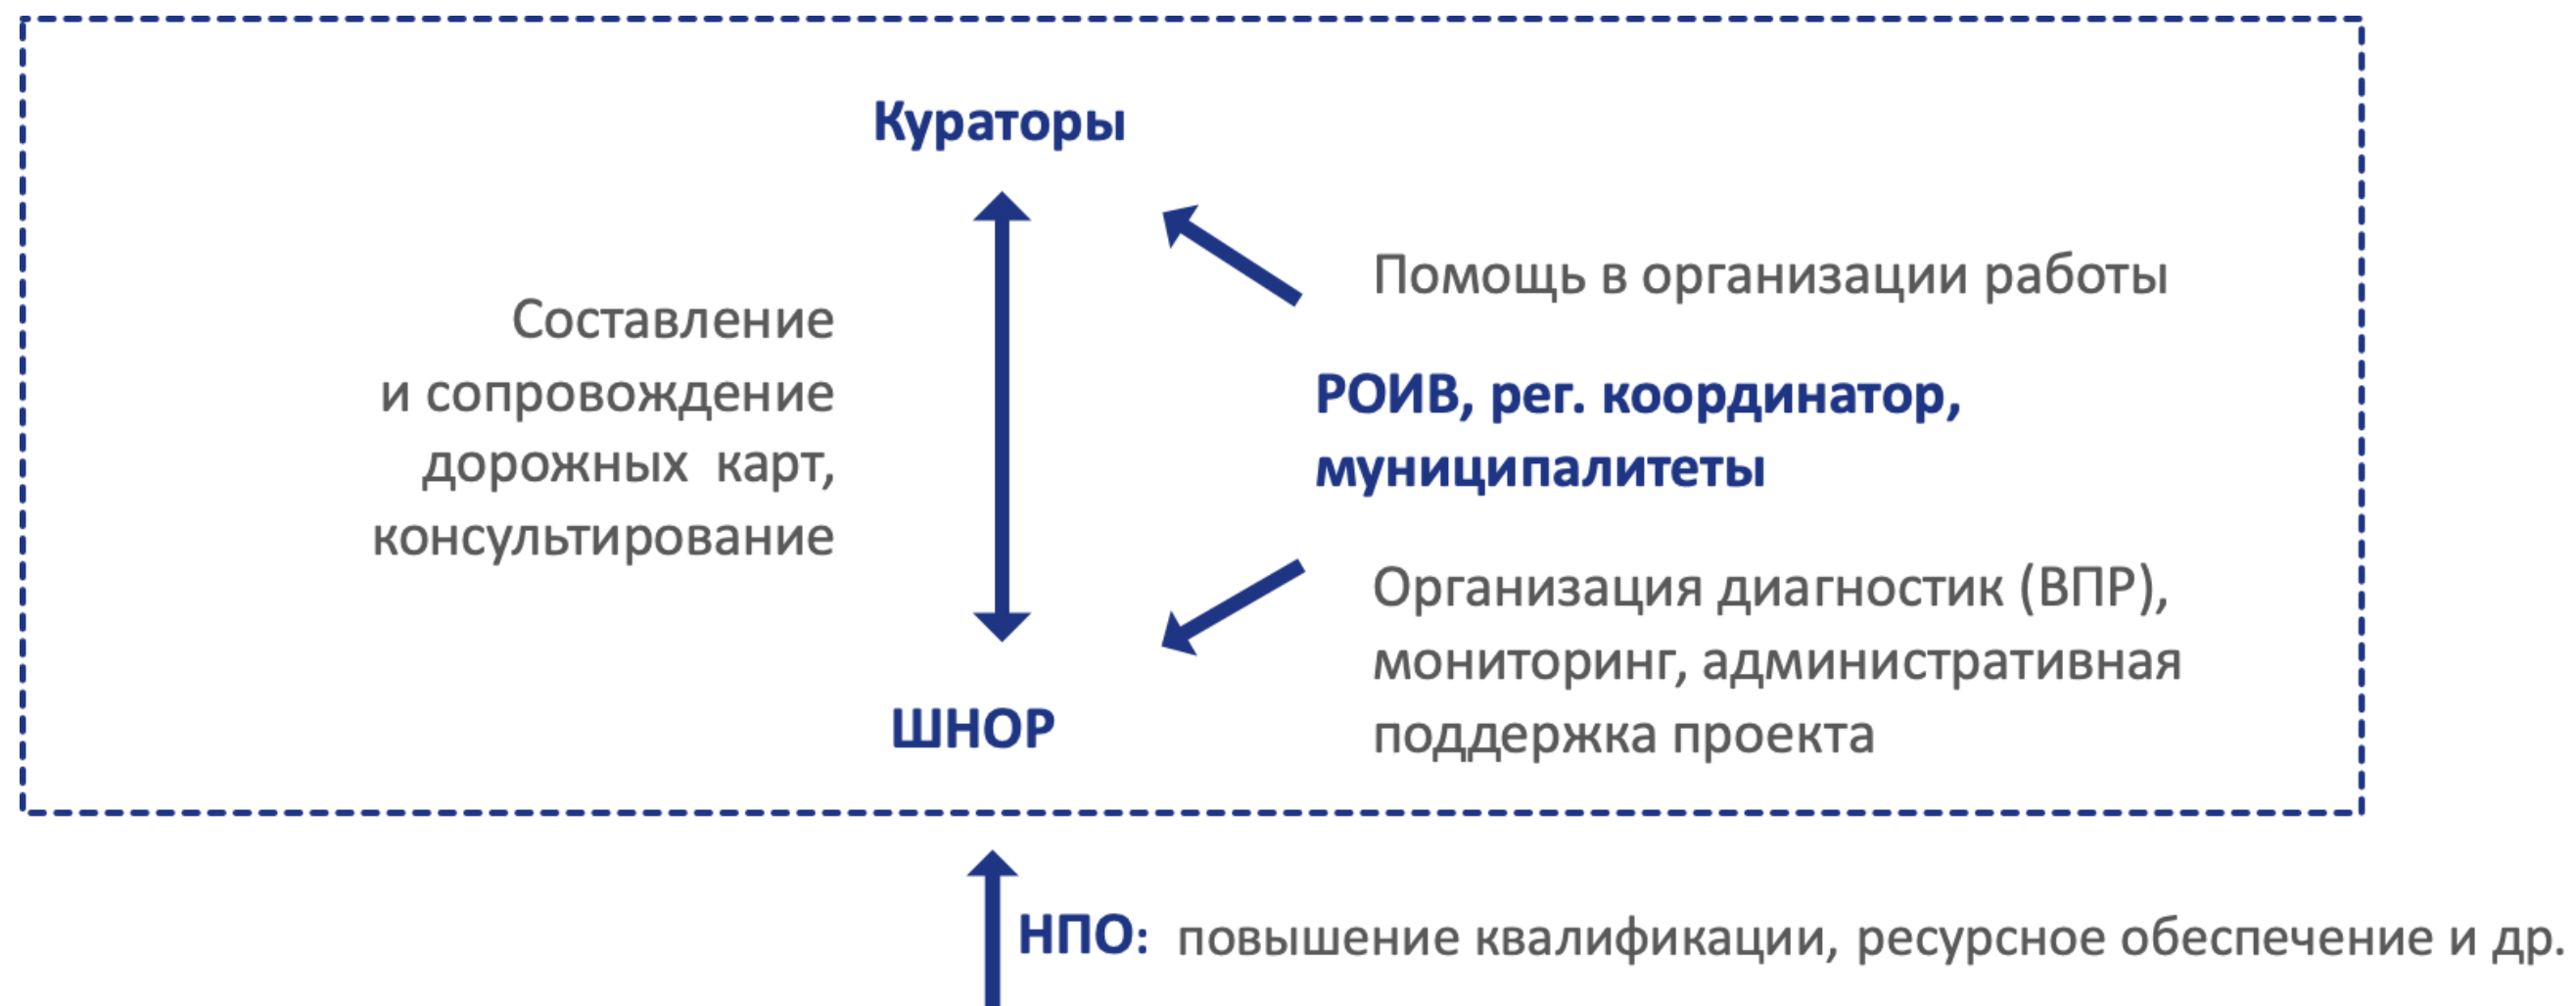 Кураторы
Составление
и сопровождение
дорожных карт,
консультирование
Помощь в организации работы
РОИВ, рег. координатор,
муниципалитеты
Организация диагностик (ВПР),
мониторинг, административная
поддержка проекта
ШНОР
НПО: повышение квалификации, ресурсное обеспечение и др.